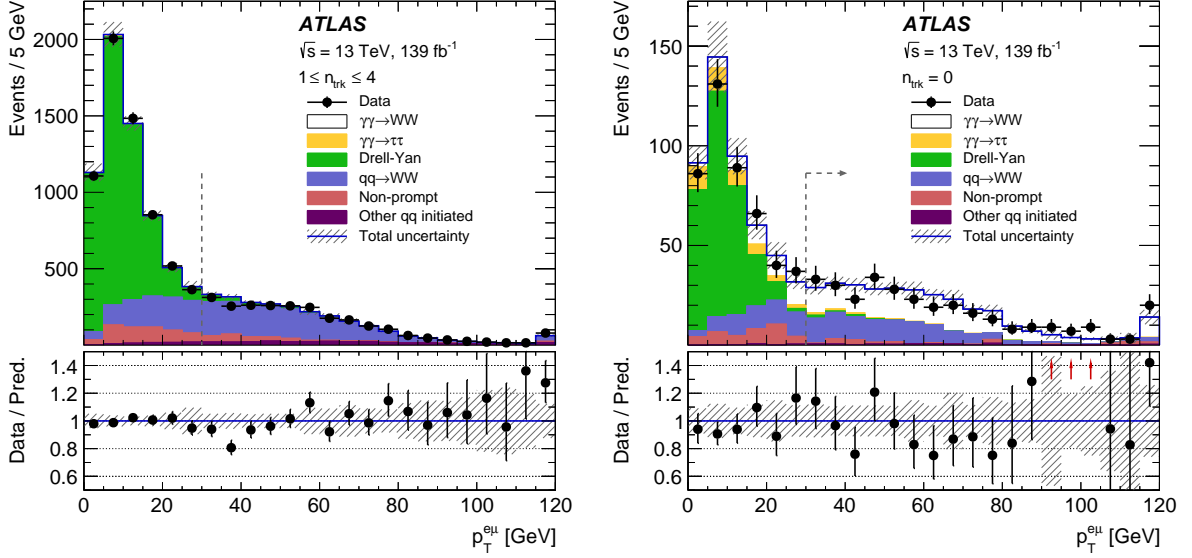 Events / 5 GeV
2000
1500
1000
500
ATLAS
√s = 13 TeV, 139 fb⁻¹
1 ≤ n_trk ≤ 4
Data
γγ→WW
γγ→ττ
Drell-Yan
qq→WW
Non-prompt
Other qq initiated
Total uncertainty
Data / Pred.
1.4
1.2
1
0.8
0.6
0 20 40 60 80 100 120
p_T^eμ [GeV]
Events / 5 GeV
150
100
50
ATLAS
√s = 13 TeV, 139 fb⁻¹
n_trk = 0
Data
γγ→WW
γγ→ττ
Drell-Yan
qq→WW
Non-prompt
Other qq initiated
Total uncertainty
Data / Pred.
1.4
1.2
1
0.8
0.6
0 20 40 60 80 100 120
p_T^eμ [GeV]